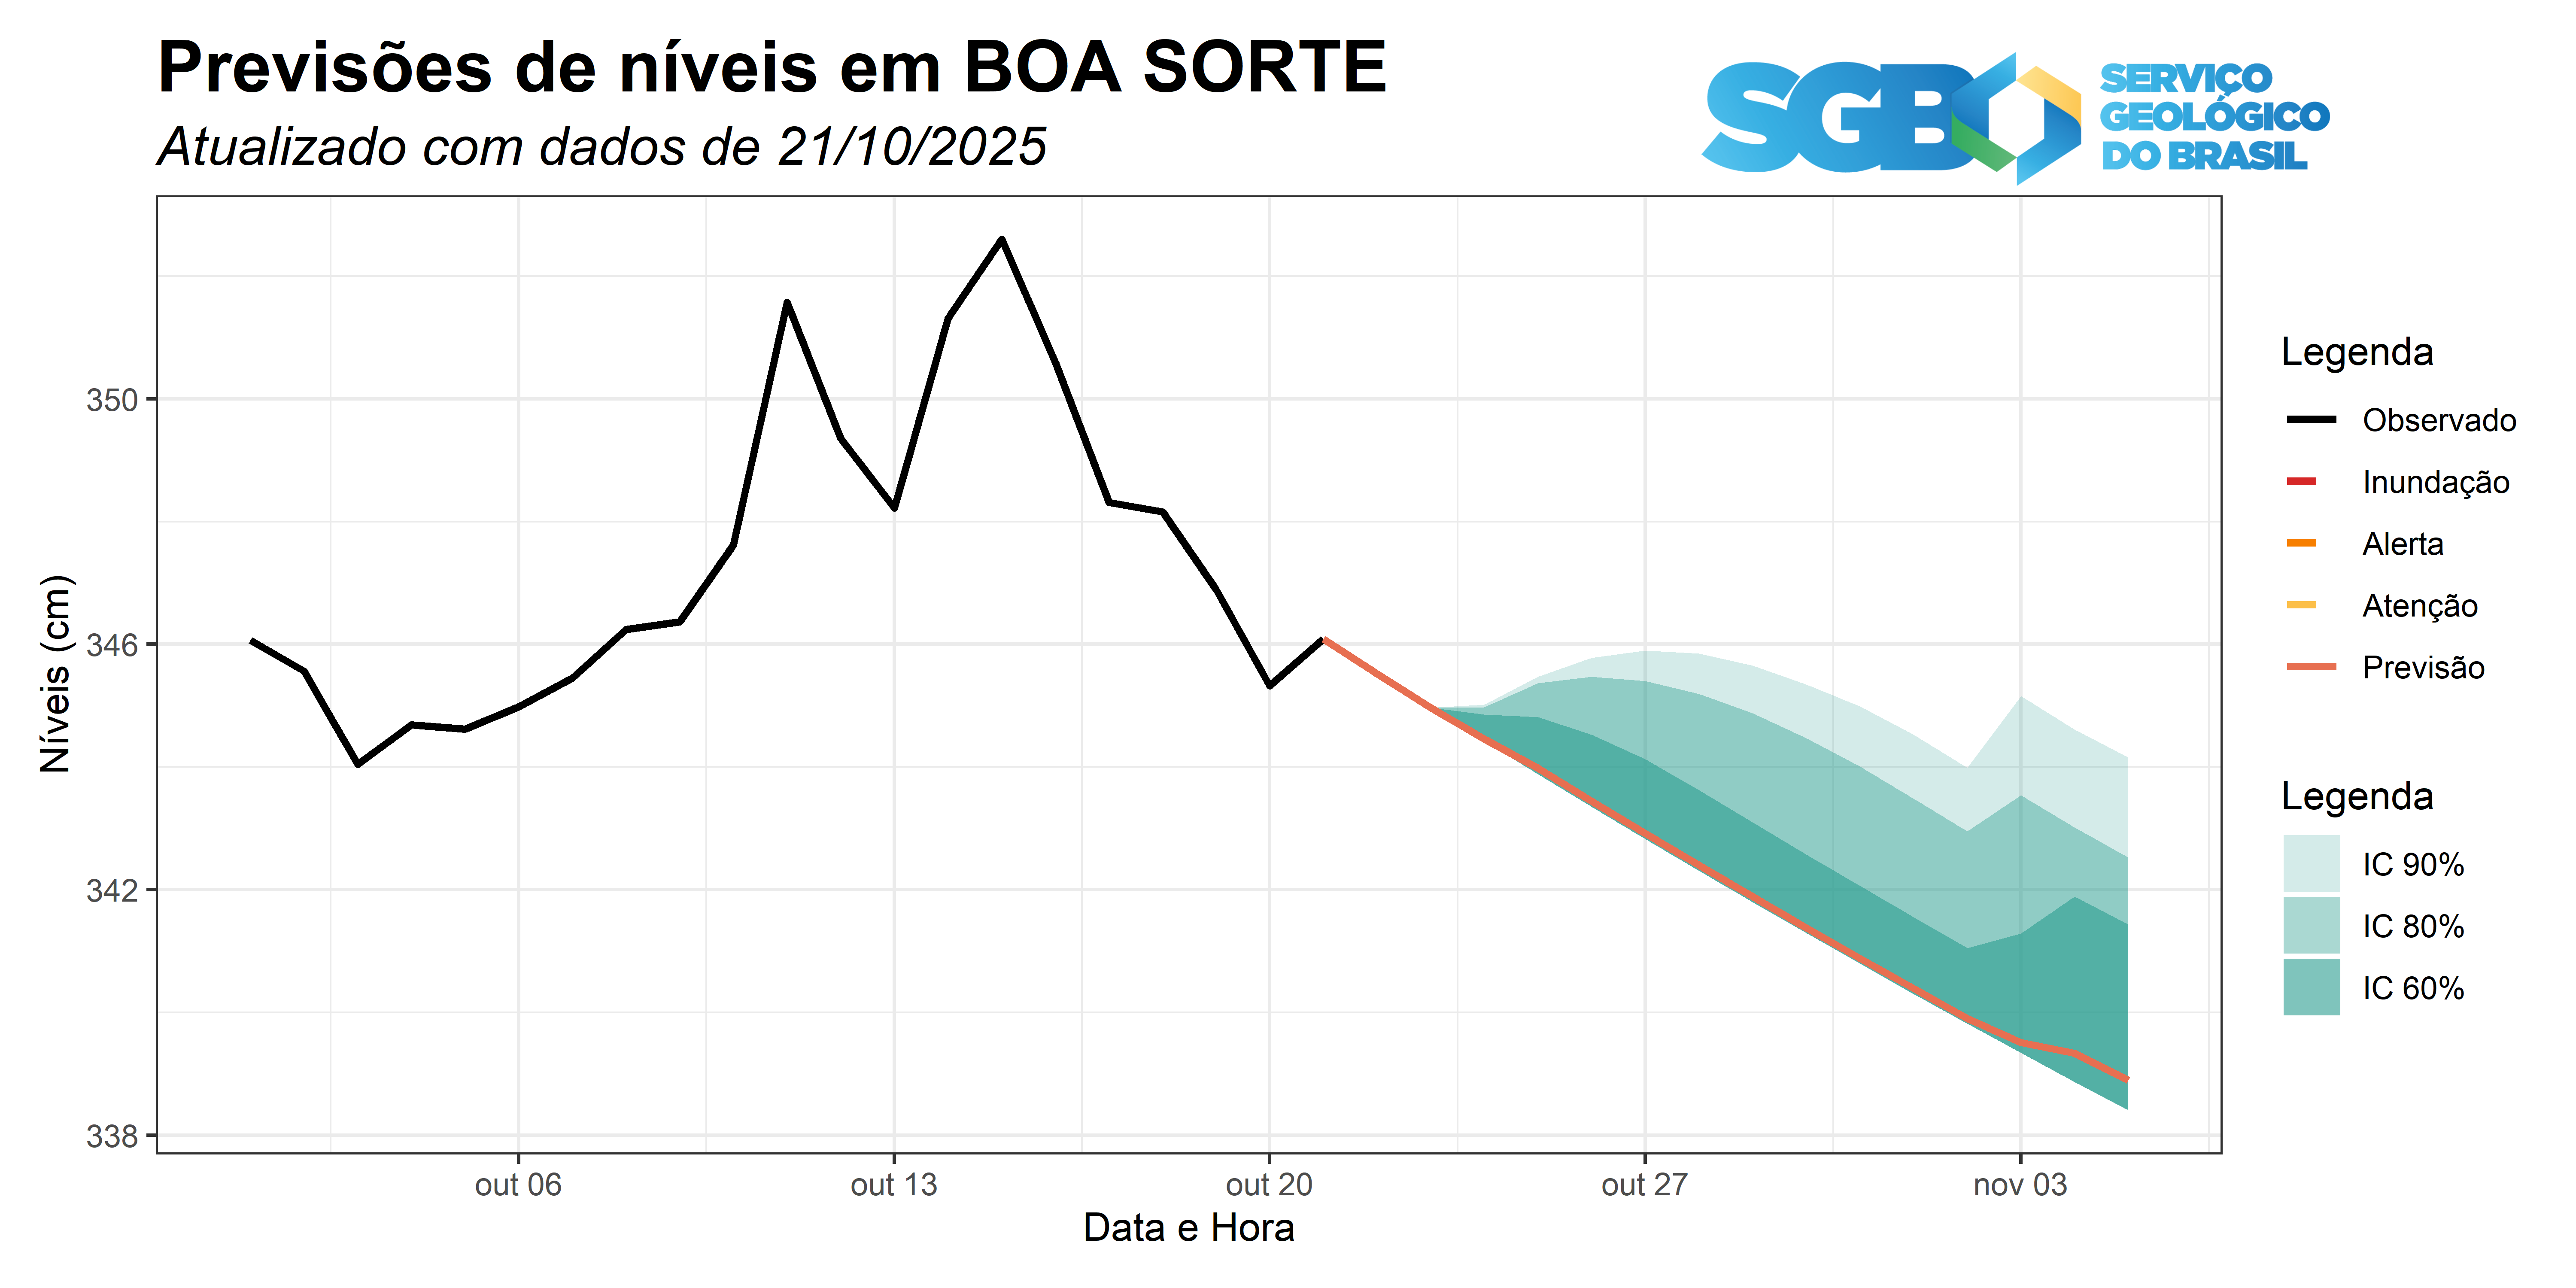 Previsões de níveis em BOA SORTE
Atualizado com dados de 21/10/2025
SGB
SERVIÇO
GEOLÓGICO
DO BRASIL
Níveis (cm)
350
346
342
338
out 06
out 13
out 20
out 27
nov 03
Data e Hora
Legenda
Observado
Inundação
Alerta
Atenção
Previsão
Legenda
IC 90%
IC 80%
IC 60%